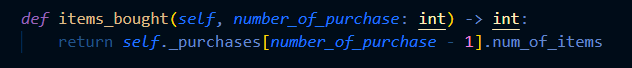 def items_bought(self, number_of_purchase: int) -> int:
    return self._purchases[number_of_purchase - 1].num_of_items